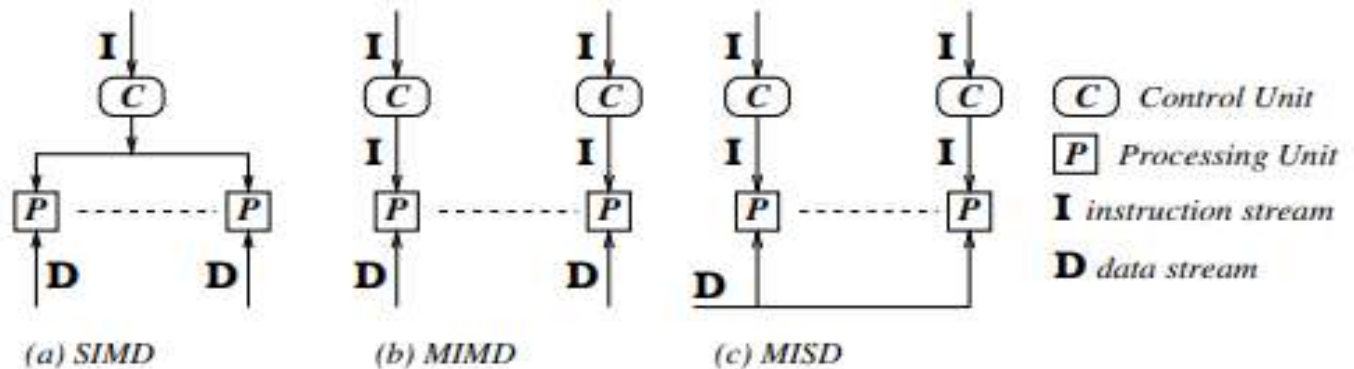 I I I I I
C C C C C
C Control Unit
I I I I
P Processing Unit
P P P P P P
I instruction stream
D D D D D
D data stream
(a) SIMD (b) MIMD (c) MISD